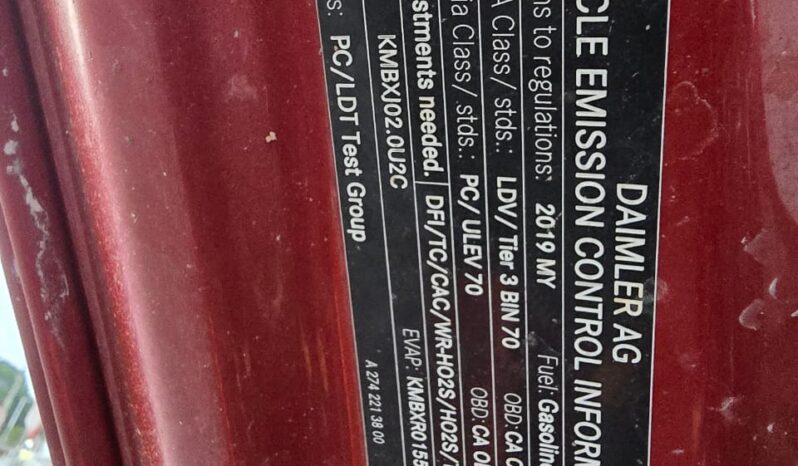 DAIMLER AG
CLE EMISSION CONTROL INFORM
ns to regulations: 2019 MY Fuel: Gasoline
A Class/ stds.: LDV/Tier 3 BIN 70 OBD: CA O
ia Class/ stds.: PC/ULEV 70 OBD: CA O
stments needed. DFI/TC/CAC/WR-HO2S/HO2S/
KMBXJ02.0U2C EVAP: KMBXR0155
s: PC/LDT Test Group A 274 221 38 00